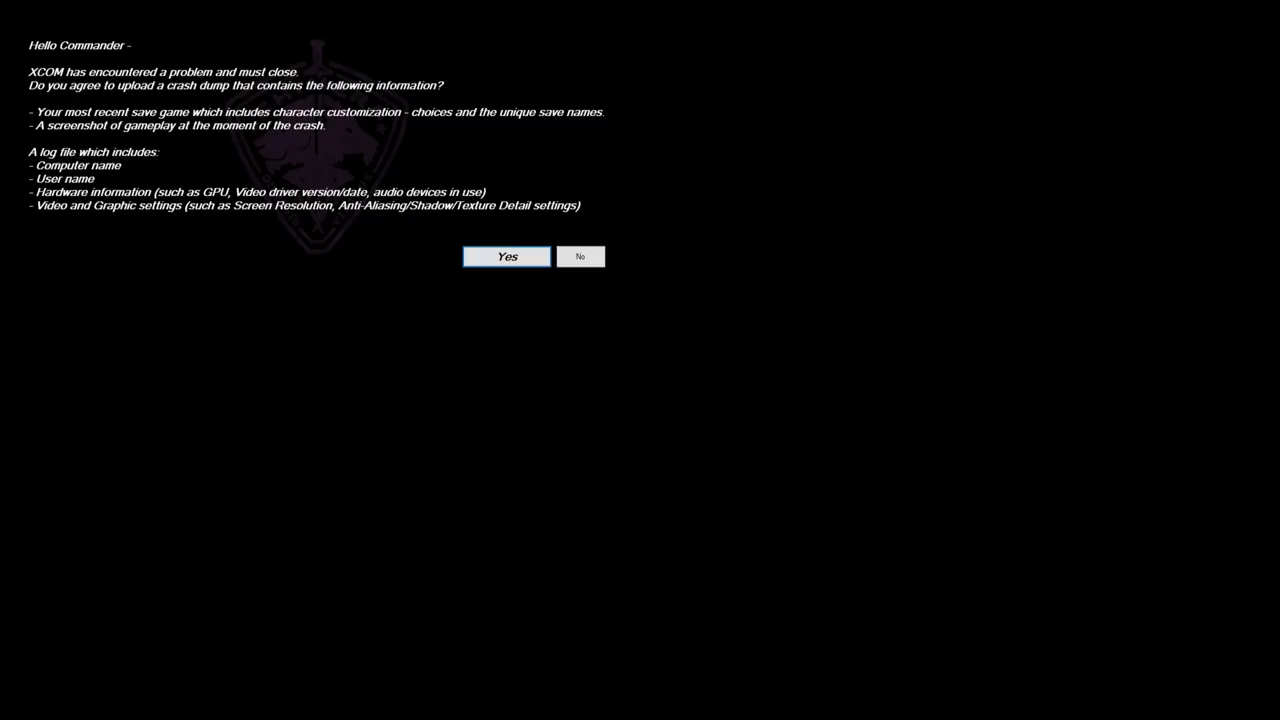 Hello Commander -
XCOM has encountered a problem and must close.
Do you agree to upload a crash dump that contains the following information?
- Your most recent save game which includes character customization - choices and the unique save names.
- A screenshot of gameplay at the moment of the crash.
A log file which includes:
- Computer name
- User name
- Hardware information (such as GPU, Video driver version/date, audio devices in use)
- Video and Graphic settings (such as Screen Resolution, Anti-Aliasing/Shadow/Texture Detail settings)
Yes No